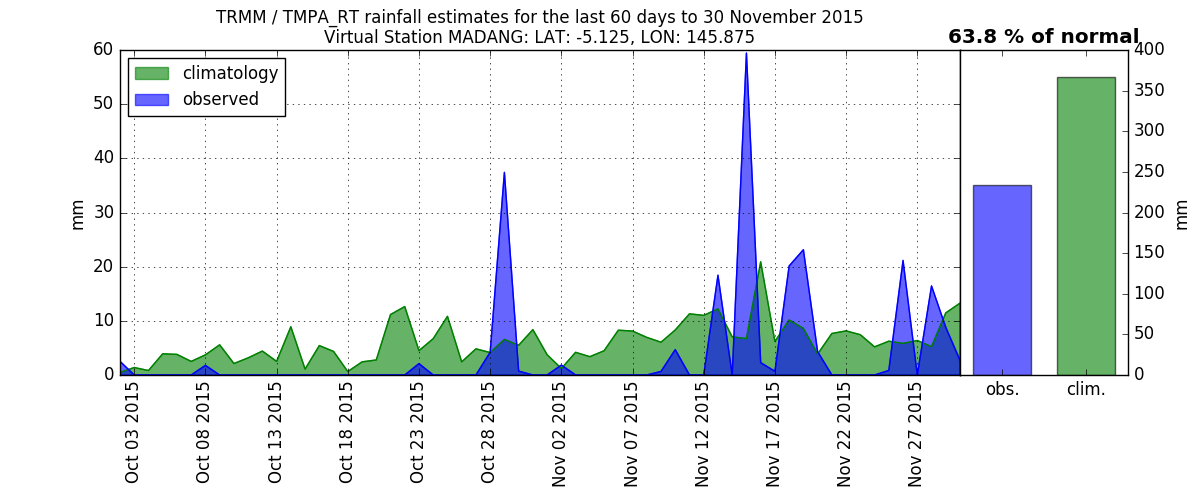 TRMM / TMPA_RT rainfall estimates for the last 60 days to 30 November 2015
Virtual Station MADANG: LAT: -5.125, LON: 145.875
63.8 % of normal
climatology
observed
60
50
40
30
20
10
0
mm
400
350
300
250
200
150
100
50
0
mm
Oct 03 2015
Oct 08 2015
Oct 13 2015
Oct 18 2015
Oct 23 2015
Oct 28 2015
Nov 02 2015
Nov 07 2015
Nov 12 2015
Nov 17 2015
Nov 22 2015
Nov 27 2015
obs.
clim.